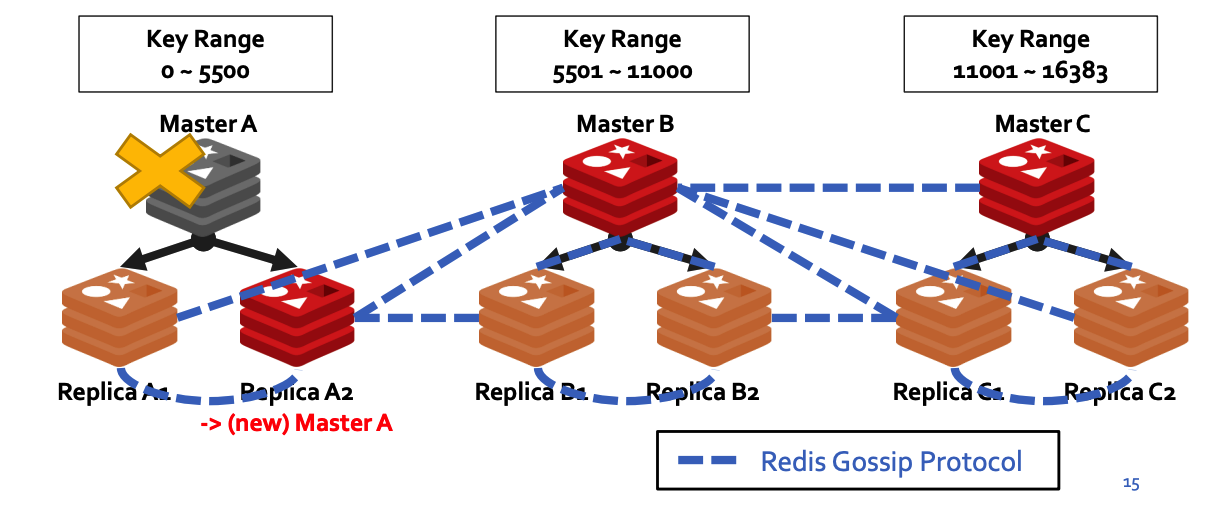 Key Range
0 ~ 5500
Key Range
5501 ~ 11000
Key Range
11001 ~ 16383
Master A
Master B
Master C
Replica A1
Replica A2
Replica B1
Replica B2
Replica C1
Replica C2
-> (new) Master A
Redis Gossip Protocol
15